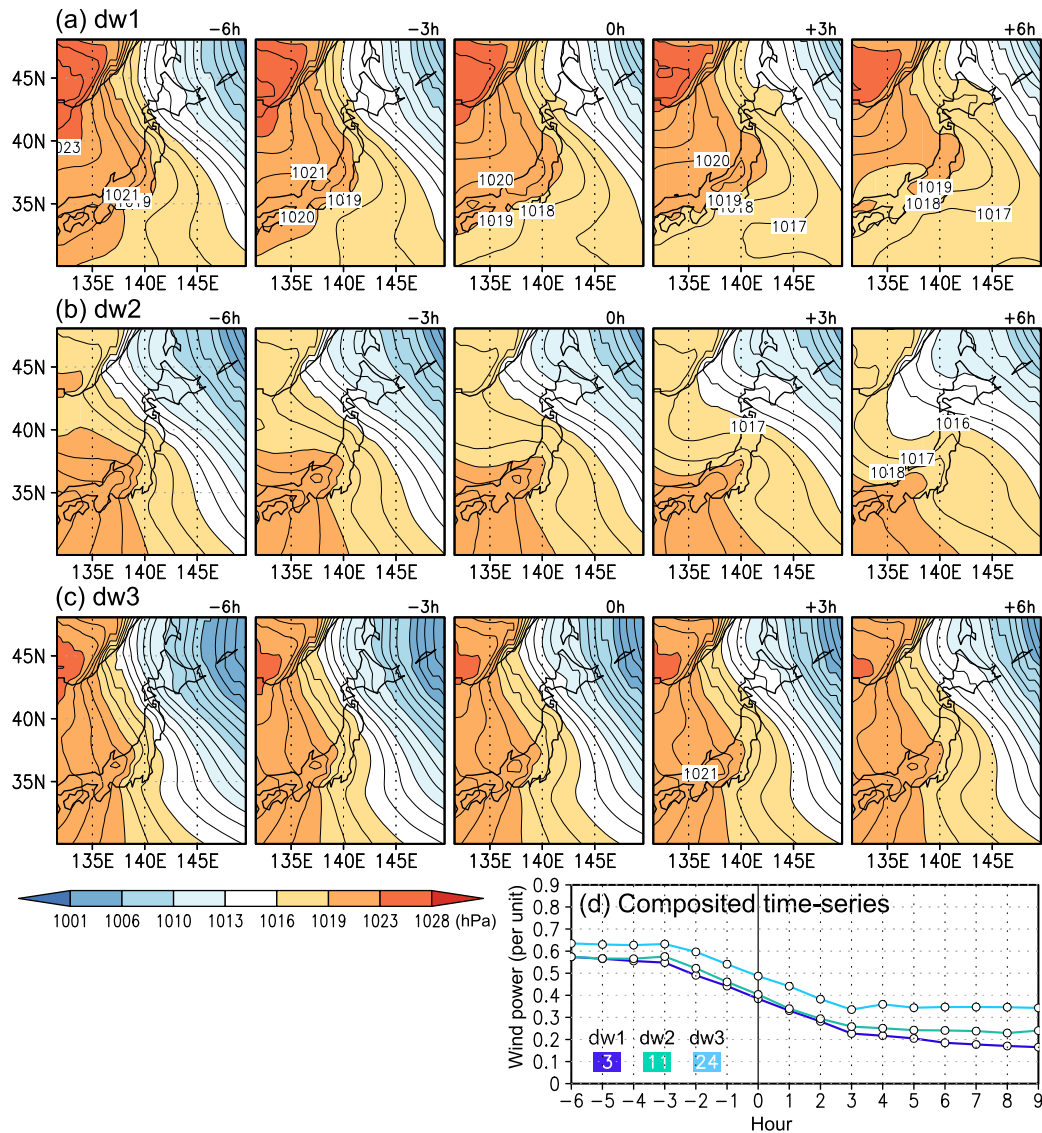 (a) dw1
-6h -3h 0h +3h +6h
45N
40N
35N
1021
1021
1020
1019
1020
1019
1018
1020
1019
1017
1019
1018
1017
135E 140E 145E 135E 140E 145E 135E 140E 145E 135E 140E 145E 135E 140E 145E
(b) dw2
-6h -3h 0h +3h +6h
45N
40N
35N
1017
1016
1017
1018
135E 140E 145E 135E 140E 145E 135E 140E 145E 135E 140E 145E 135E 140E 145E
(c) dw3
-6h -3h 0h +3h +6h
45N
40N
35N
1021
135E 140E 145E 135E 140E 145E 135E 140E 145E 135E 140E 145E 135E 140E 145E
1001 1006 1010 1013 1016 1019 1023 1028 (hPa)
(d) Composited time-series
Wind power (per unit)
0.9
0.8
0.7
0.6
0.5
0.4
0.3
0.2
0.1
0
dw1 dw2 dw3
3 11 24
-6 -5 -4 -3 -2 -1 0 1 2 3 4 5 6 7 8 9
Hour